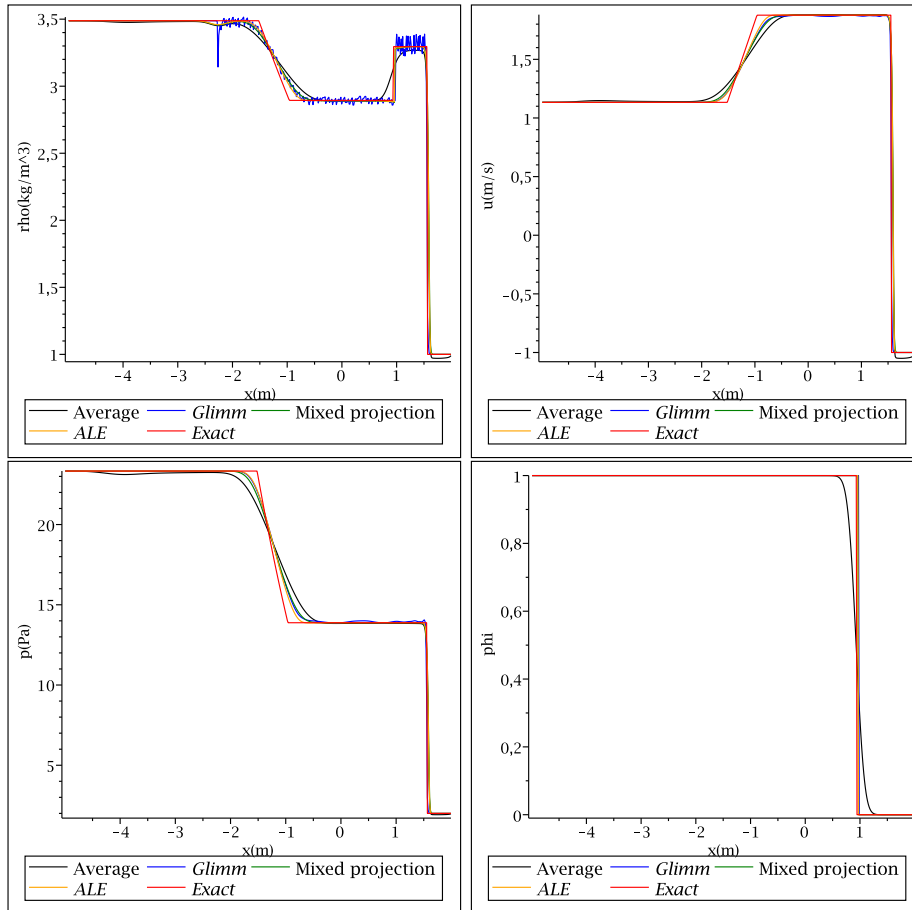 3,5
3
2,5
2
1,5
1
rho(kg/m^3)
−4 −3 −2 −1 0 1
x(m)
Average Glimm Mixed projection
ALE Exact
1,5
1
0,5
0
−0,5
−1
u(m/s)
−4 −3 −2 −1 0 1
x(m)
Average Glimm Mixed projection
ALE Exact
20
15
10
5
p(Pa)
−4 −3 −2 −1 0 1
x(m)
Average Glimm Mixed projection
ALE Exact
1
0,8
0,6
0,4
0,2
0
phi
−4 −3 −2 −1 0 1
x(m)
Average Glimm Mixed projection
ALE Exact